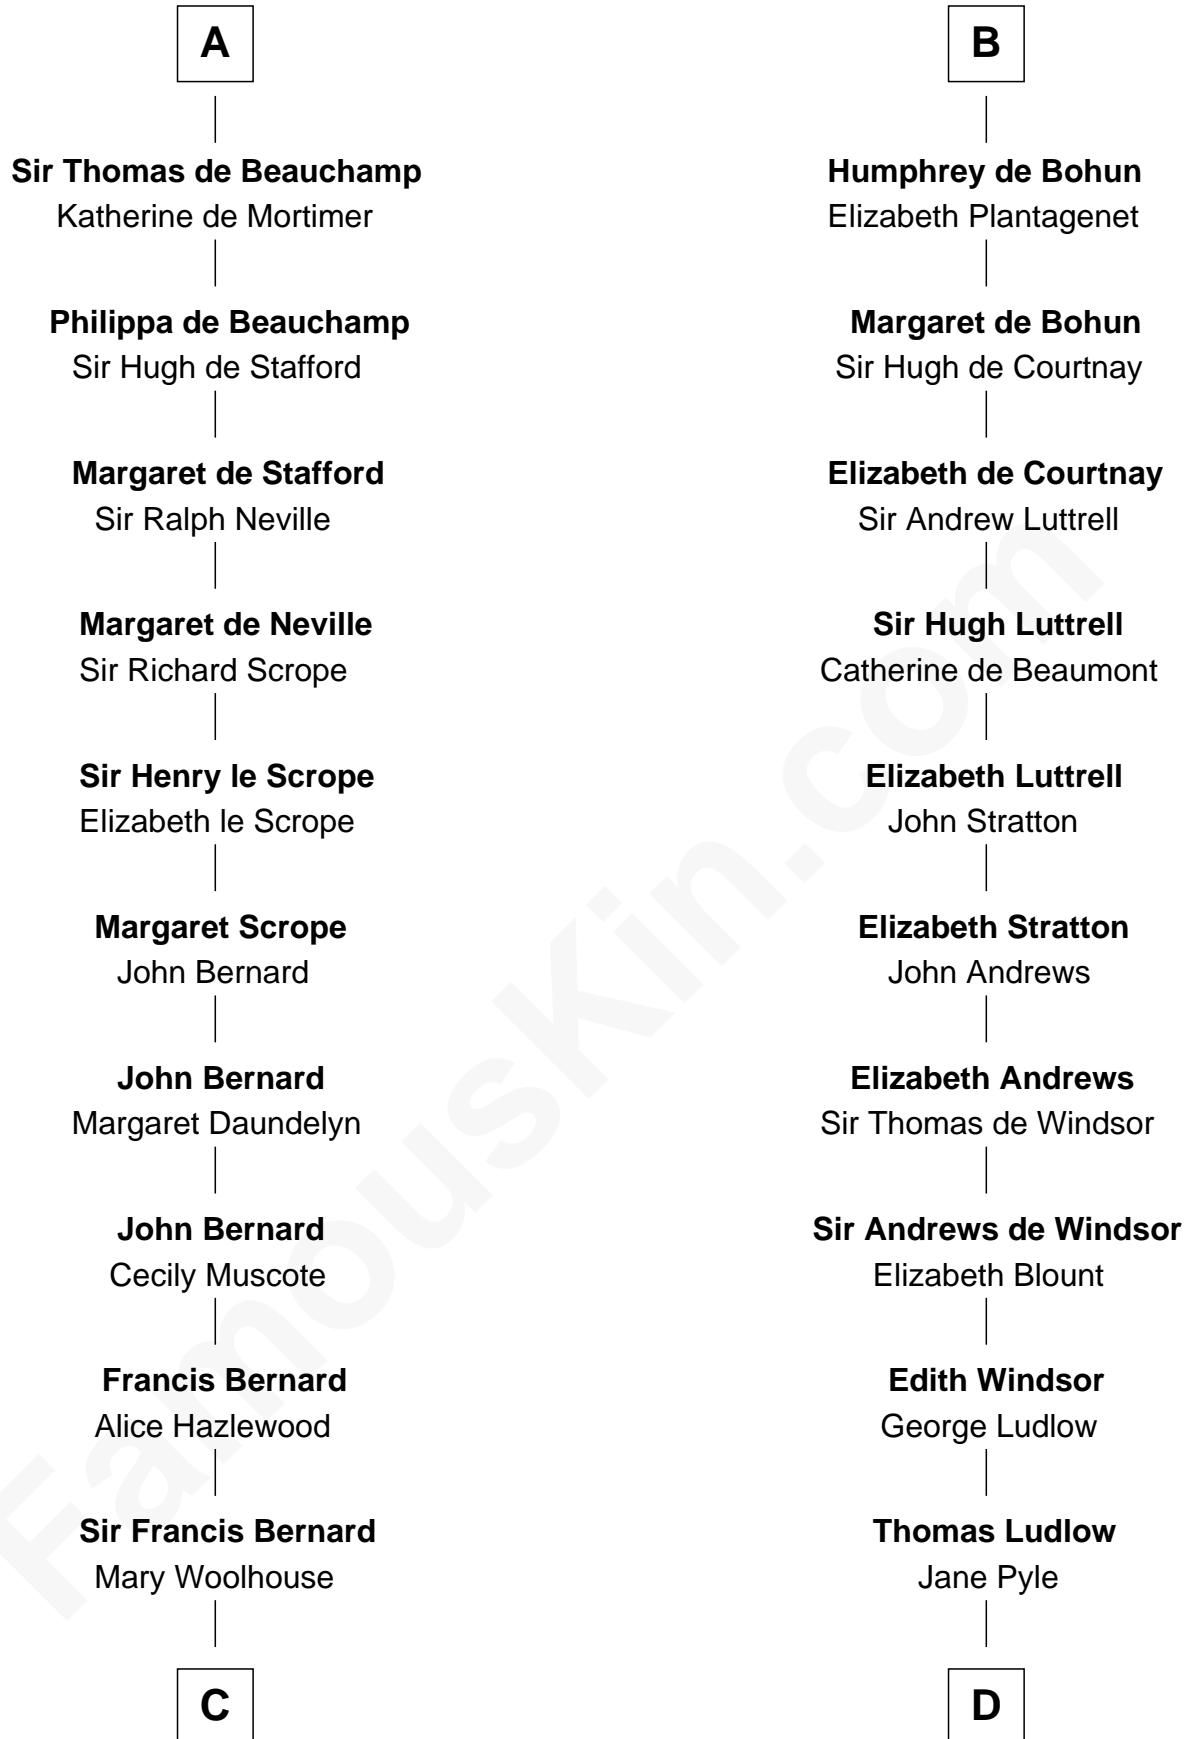 A
Sir Thomas de Beauchamp
Katherine de Mortimer
Philippa de Beauchamp
Sir Hugh de Stafford
Margaret de Stafford
Sir Ralph Neville
Margaret de Neville
Sir Richard Scrope
Sir Henry le Scrope
Elizabeth le Scrope
Margaret Scrope
John Bernard
John Bernard
Margaret Daundelyn
John Bernard
Cecily Muscote
Francis Bernard
Alice Hazlewood
Sir Francis Bernard
Mary Woolhouse
C
B
Humphrey de Bohun
Elizabeth Plantagenet
Margaret de Bohun
Sir Hugh de Courtnay
Elizabeth de Courtnay
Sir Andrew Luttrell
Sir Hugh Luttrell
Catherine de Beaumont
Elizabeth Luttrell
John Stratton
Elizabeth Stratton
John Andrews
Elizabeth Andrews
Sir Thomas de Windsor
Sir Andrews de Windsor
Elizabeth Blount
Edith Windsor
George Ludlow
Thomas Ludlow
Jane Pyle
D
FamousKin.com